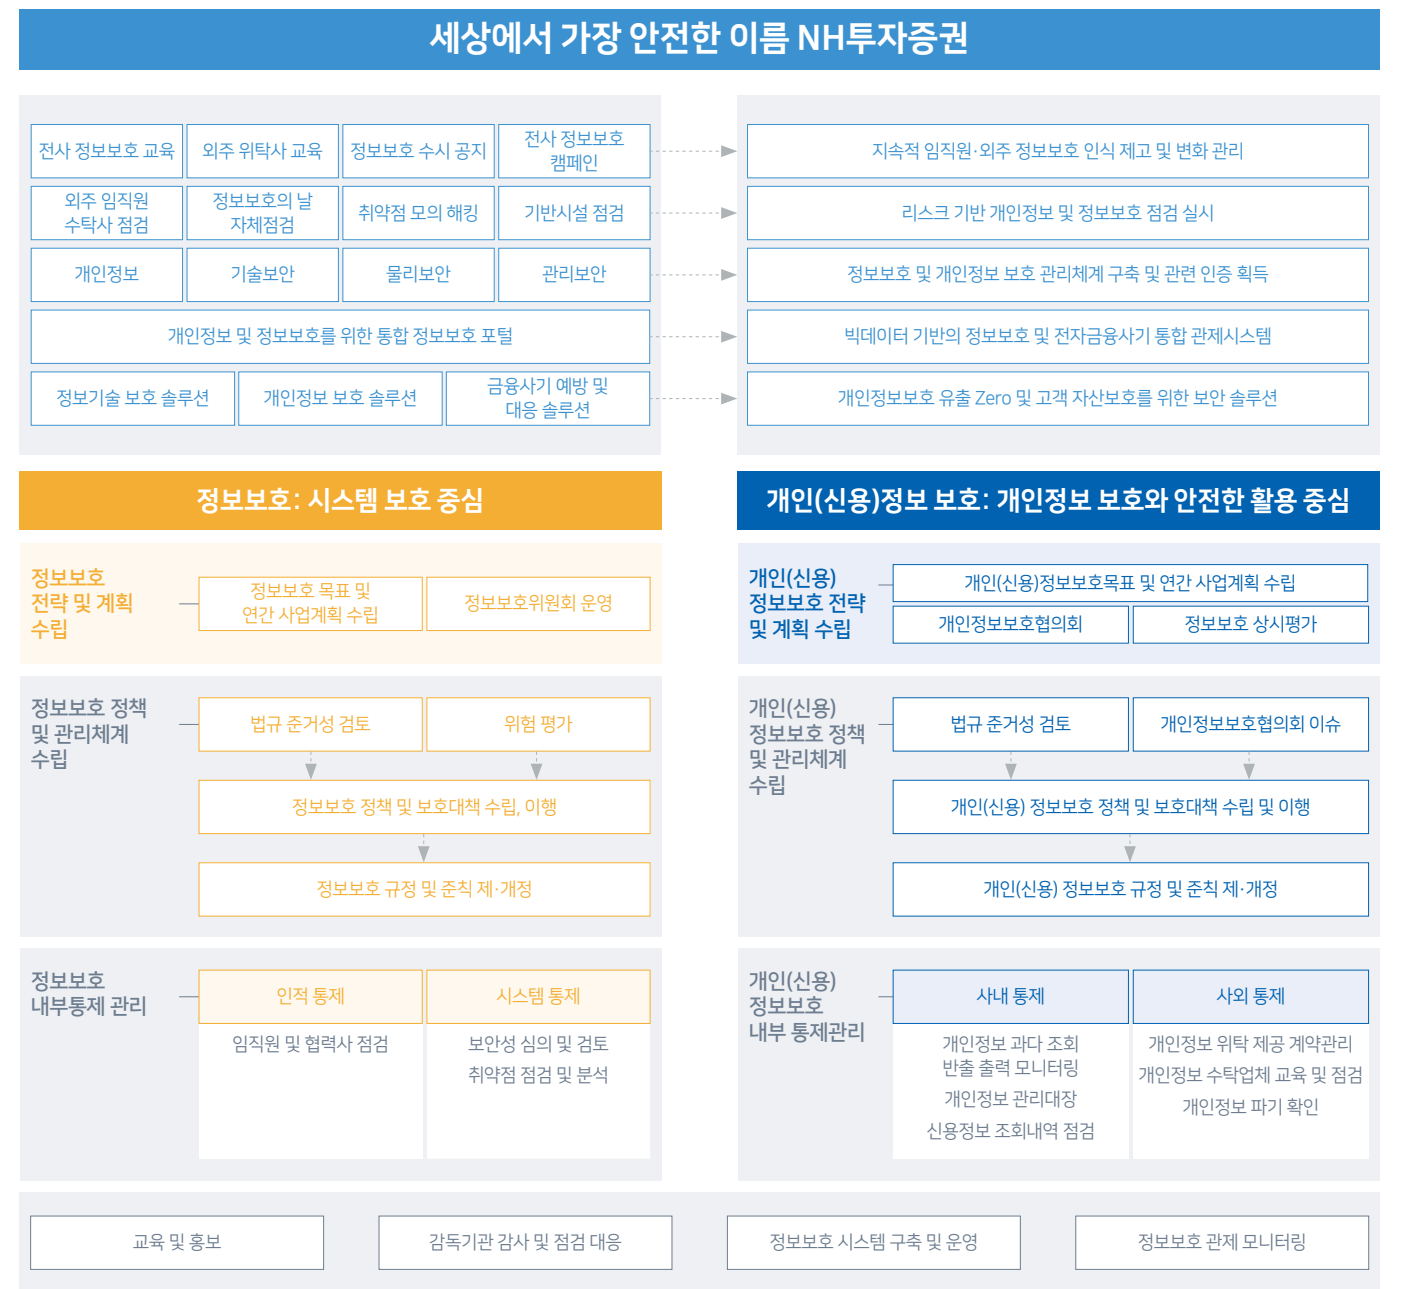 세상에서 가장 안전한 이름 NH투자증권
전사 정보보호 교육
외주 위탁사 교육
정보보호 수시 공지
전사 정보보호
캠페인
지속적 임직원·외주 정보보호 인식 제고 및 변화 관리
외주 임직원
수탁사 점검
정보보호의 날
자체점검
취약점 모의 해킹
기반시설 점검
리스크 기반 개인정보 및 정보보호 점검 실시
개인정보
기술보안
물리보안
관리보안
정보보호 및 개인정보 보호 관리체계 구축 및 관련 인증 획득
개인정보 및 정보보호를 위한 통합 정보보호 포털
빅데이터 기반의 정보보호 및 전자금융사기 통합 관제시스템
정보기술 보호 솔루션
개인정보 보호 솔루션
금융사기 예방 및
대응 솔루션
개인정보보호 유출 Zero 및 고객 자산보호를 위한 보안 솔루션
정보보호: 시스템 보호 중심
정보보호
전략 및 계획
수립
정보보호 목표 및
연간 사업계획 수립
정보보호위원회 운영
정보보호 정책
및 관리체계
수립
법규 준거성 검토
위험 평가
정보보호 정책 및 보호대책 수립, 이행
정보보호 규정 및 준칙 제·개정
정보보호
내부통제 관리
인적 통제
임직원 및 협력사 점검
시스템 통제
보안성 심의 및 검토
취약점 점검 및 분석
개인(신용)정보 보호: 개인정보 보호와 안전한 활용 중심
개인(신용)
정보보호 전략
및 계획 수립
개인(신용)정보보호목표 및 연간 사업계획 수립
개인정보보호협의회
정보보호 상시평가
개인(신용)
정보보호 정책
및 관리체계
수립
법규 준거성 검토
개인정보보호협의회 이슈
개인(신용) 정보보호 정책 및 보호대책 수립 및 이행
개인(신용) 정보보호 규정 및 준칙 제·개정
개인(신용)
정보보호
내부 통제관리
사내 통제
개인정보 과다 조회
반출 출력 모니터링
개인정보 관리대장
신용정보 조회내역 점검
사외 통제
개인정보 위탁 제공 계약관리
개인정보 수탁업체 교육 및 점검
개인정보 파기 확인
교육 및 홍보
감독기관 감사 및 점검 대응
정보보호 시스템 구축 및 운영
정보보호 관제 모니터링